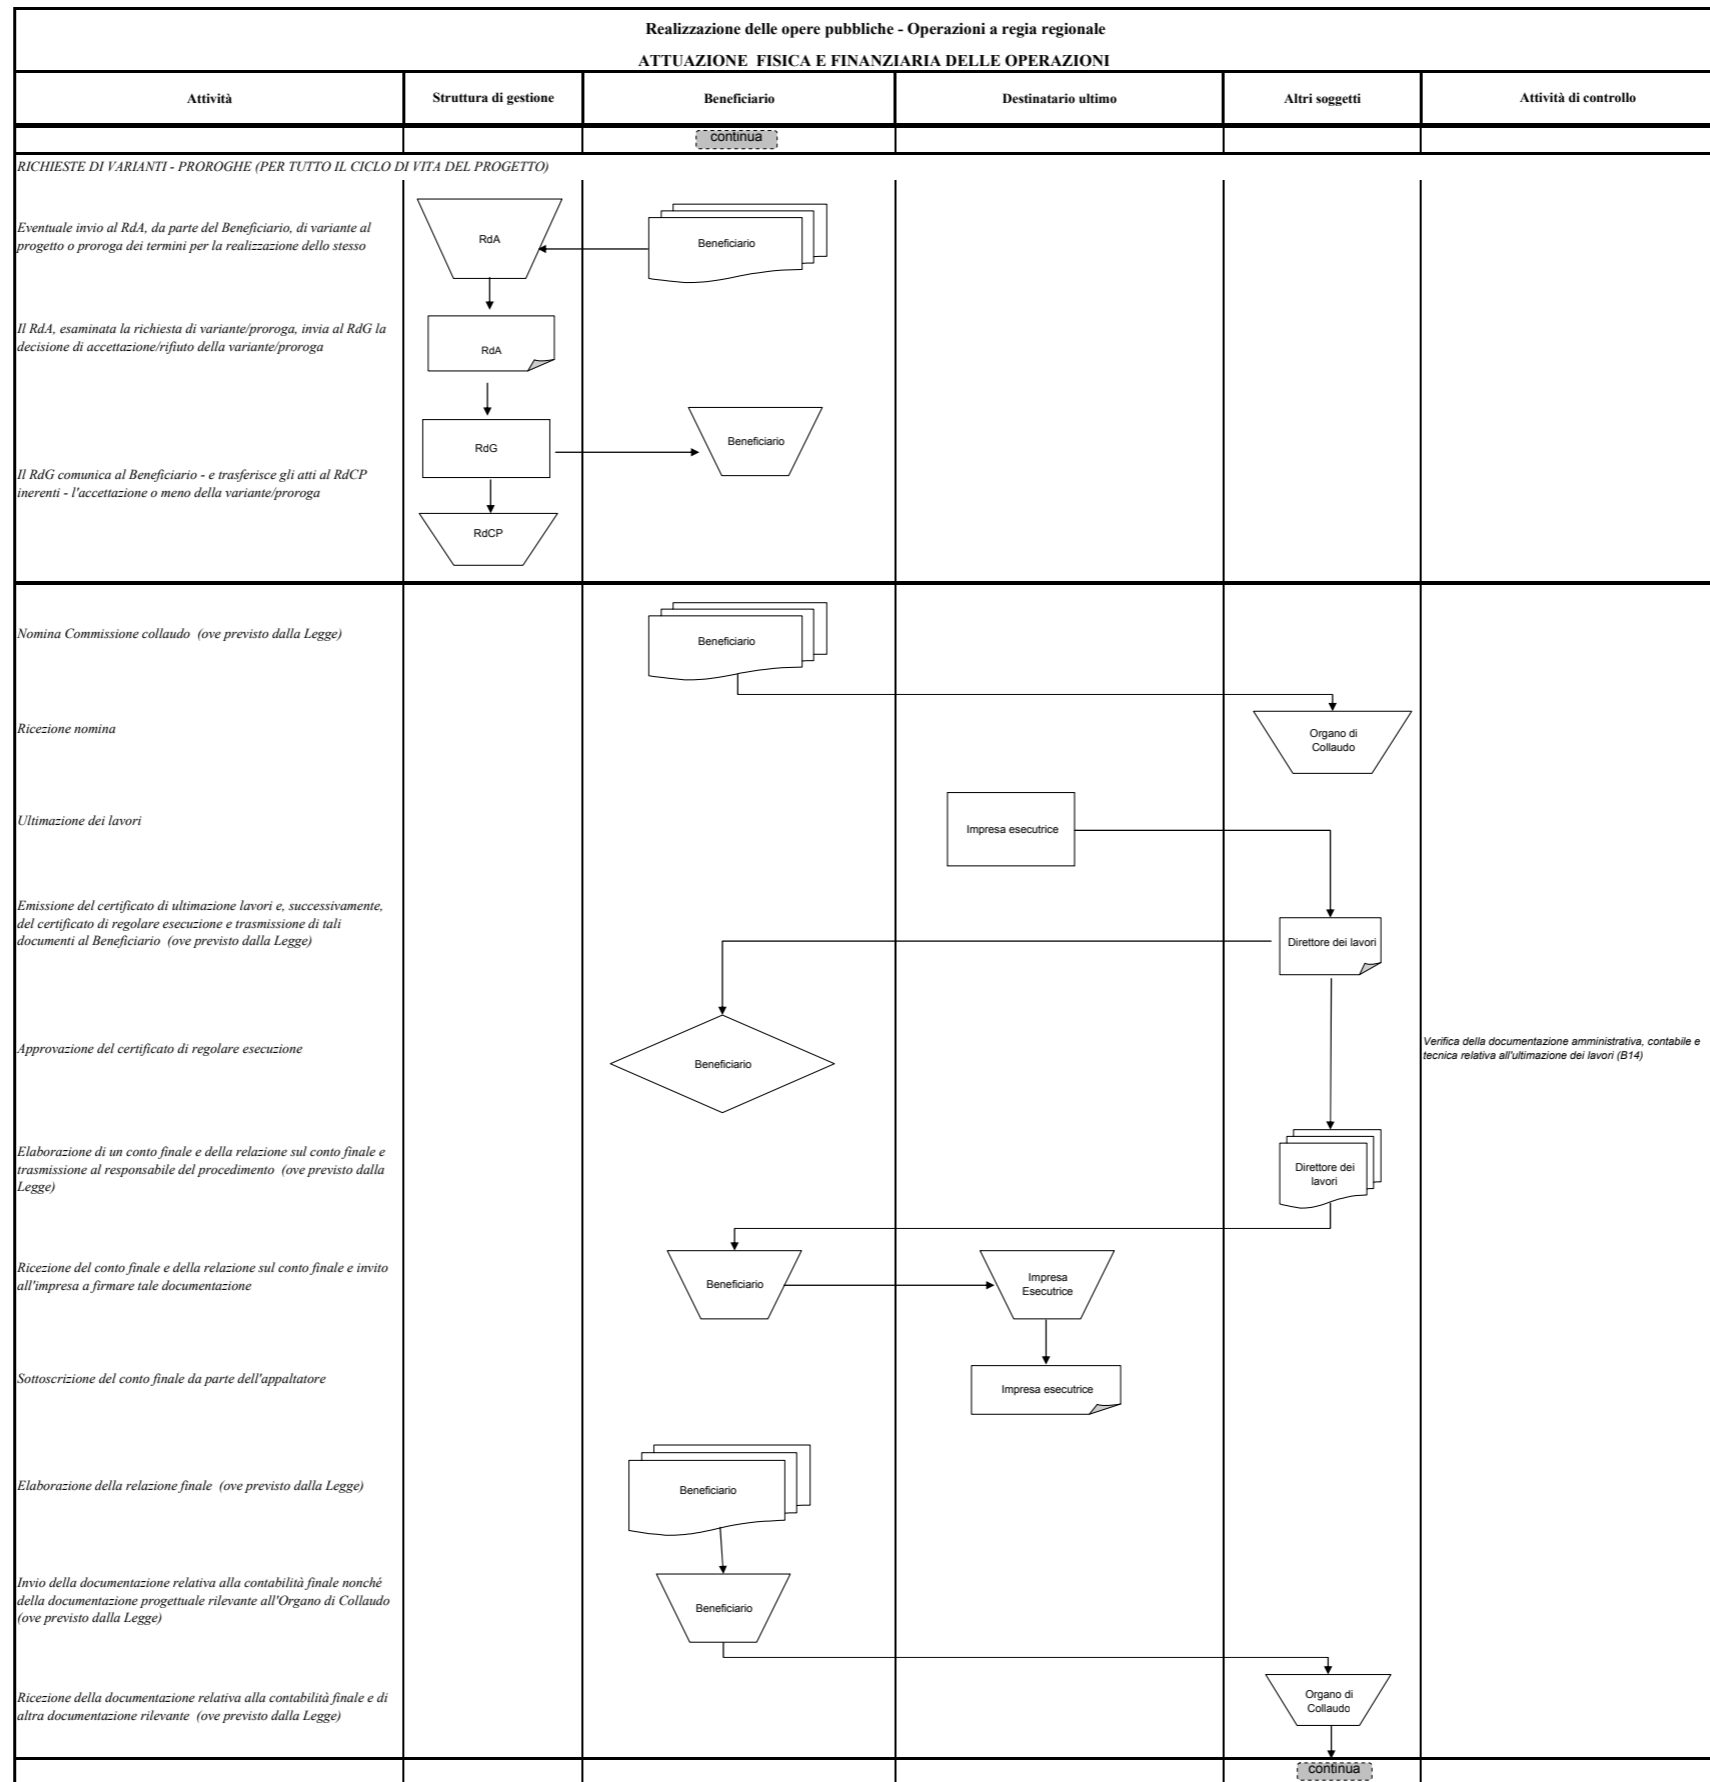 Realizzazione delle opere pubbliche - Operazioni a regia regionale
ATTUAZIONE FISICA E FINANZIARIA DELLE OPERAZIONI
Attività
Struttura di gestione
Beneficiario
Destinatario ultimo
Altri soggetti
Attività di controllo
continua
RICHIESTE DI VARIANTI - PROROGHE (PER TUTTO IL CICLO DI VITA DEL PROGETTO)
Eventuale invio al RdA, da parte del Beneficiario, di variante al
progetto o proroga dei termini per la realizzazione dello stesso
RdA
Beneficiario
Il RdA, esaminata la richiesta di variante/proroga, invia al RdG la
decisione di accettazione/rifiuto della variante/proroga
RdA
RdG
Beneficiario
Il RdG comunica al Beneficiario - e trasferisce gli atti al RdCP
inerenti - l'accettazione o meno della variante/proroga
RdCP
Nomina Commissione collaudo (ove previsto dalla Legge)
Beneficiario
Ricezione nomina
Organo di
Collaudo
Ultimazione dei lavori
Impresa esecutrice
Emissione del certificato di ultimazione lavori e, successivamente,
del certificato di regolare esecuzione e trasmissione di tali
documenti al Beneficiario (ove previsto dalla Legge)
Direttore dei lavori
Approvazione del certificato di regolare esecuzione
Beneficiario
Verifica della documentazione amministrativa, contabile e
tecnica relativa all'ultimazione dei lavori (B14)
Elaborazione di un conto finale e della relazione sul conto finale e
trasmissione al responsabile del procedimento (ove previsto dalla
Legge)
Direttore dei
lavori
Ricezione del conto finale e della relazione sul conto finale e invito
all'impresa a firmare tale documentazione
Beneficiario
Impresa
Esecutrice
Sottoscrizione del conto finale da parte dell'appaltatore
Impresa esecutrice
Elaborazione della relazione finale (ove previsto dalla Legge)
Beneficiario
Invio della documentazione relativa alla contabilità finale nonché
della documentazione progettuale rilevante all'Organo di Collaudo
(ove previsto dalla Legge)
Beneficiario
Ricezione della documentazione relativa alla contabilità finale e di
altra documentazione rilevante (ove previsto dalla Legge)
Organo di
Collaudo
continua